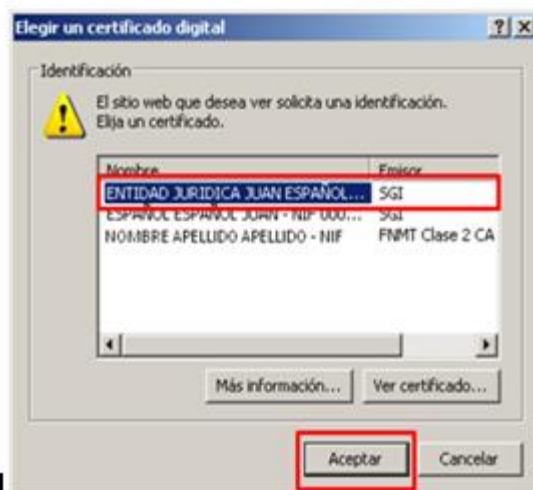 Elegir un certificado digital
Identificación
El sitio web que desea ver solicita una identificación.
Elija un certificado.
Nombre Emisor
ENTIDAD JURIDICA JUAN ESPAÑOL... SGI
ESPAÑOL ESPAÑOL JUAN - NIF 000... SGI
NOMBRE APELLIDO APELLIDO - NIF FNMT Clase 2 CA
Más información... Ver certificado...
Aceptar Cancelar